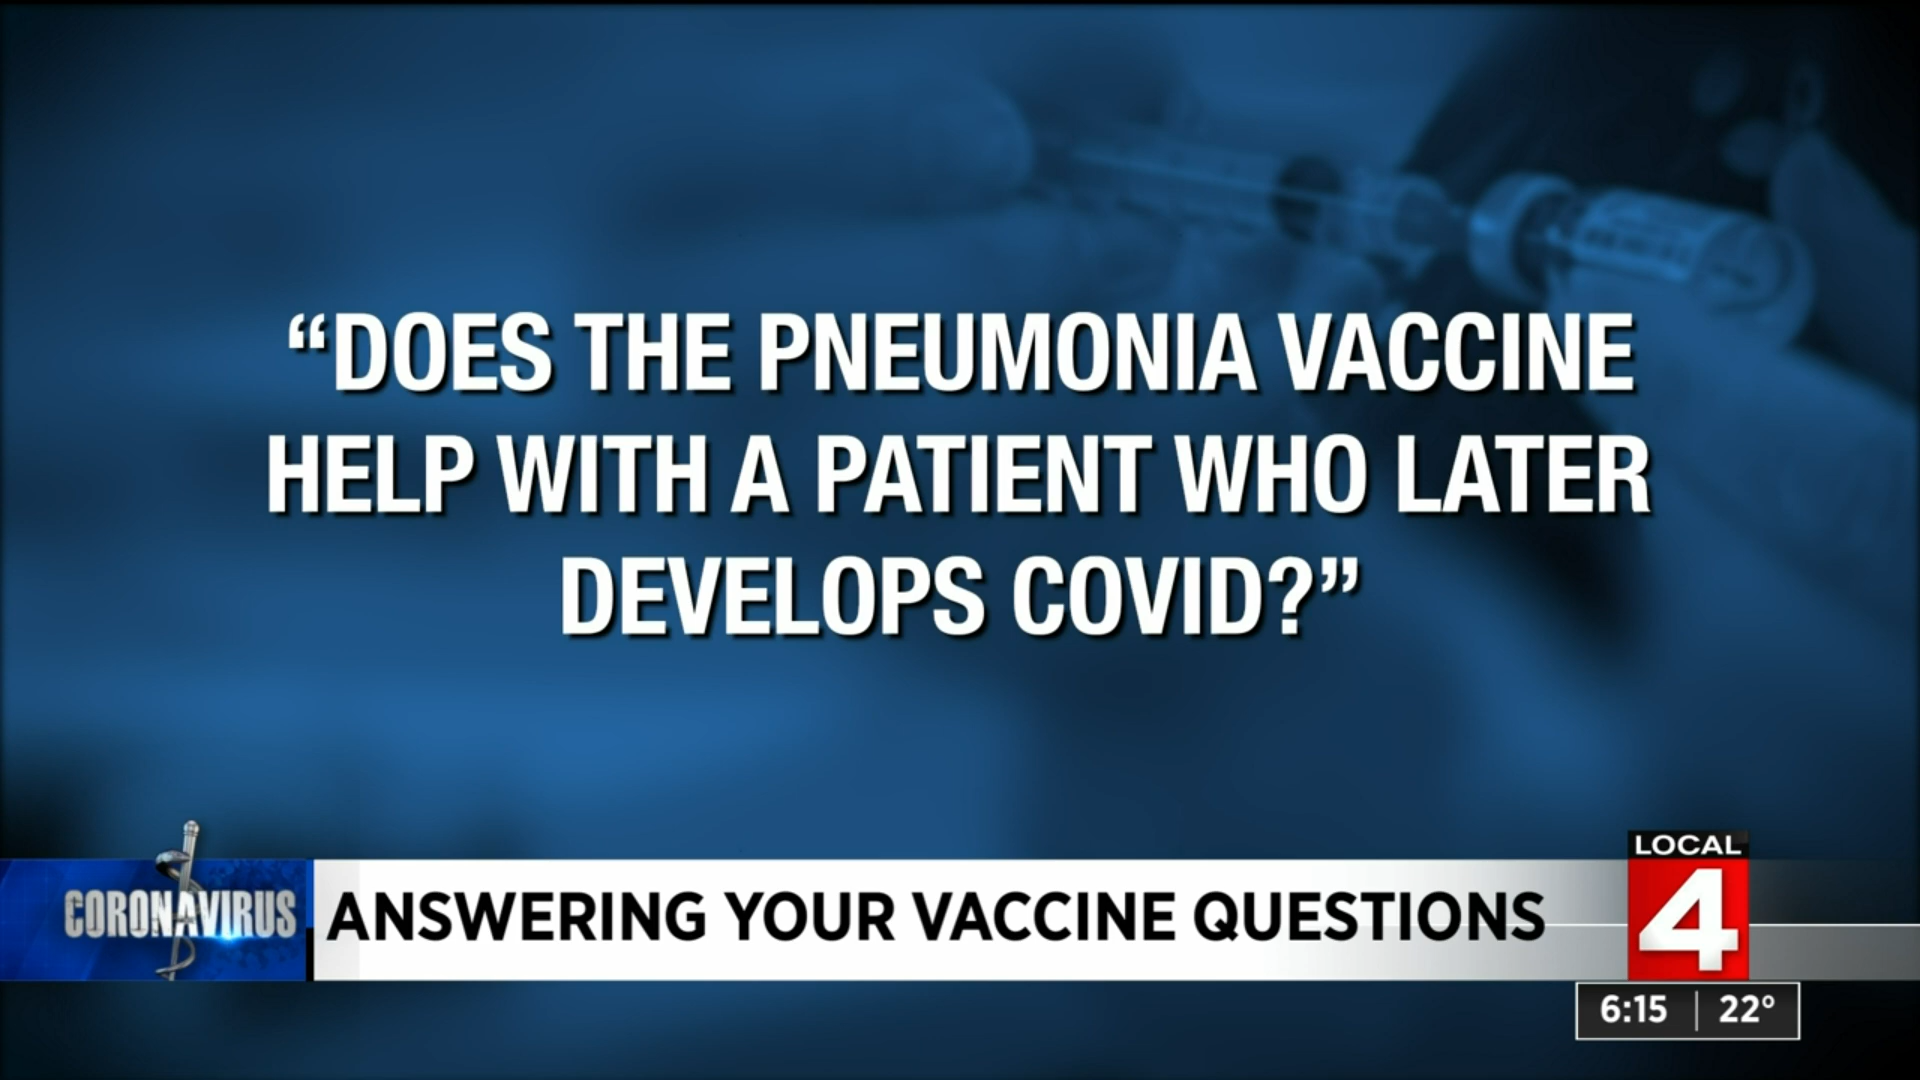 “DOES THE PNEUMONIA VACCINE
HELP WITH A PATIENT WHO LATER
DEVELOPS COVID?”
CORONAVIRUS
ANSWERING YOUR VACCINE QUESTIONS
LOCAL
4
6:15 22°